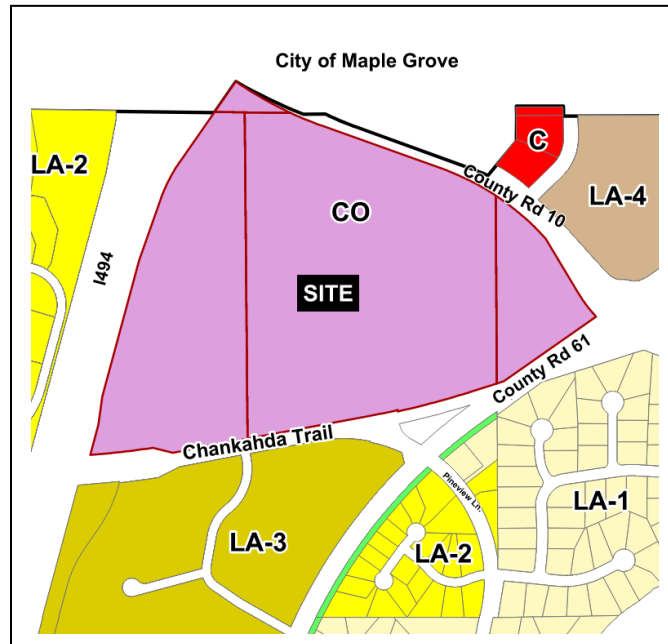 City of Maple Grove
C
LA-2
County Rd 10
LA-4
CO
I494
SITE
County Rd 61
Chankahda Trail
Pineview Ln.
LA-1
LA-3
LA-2